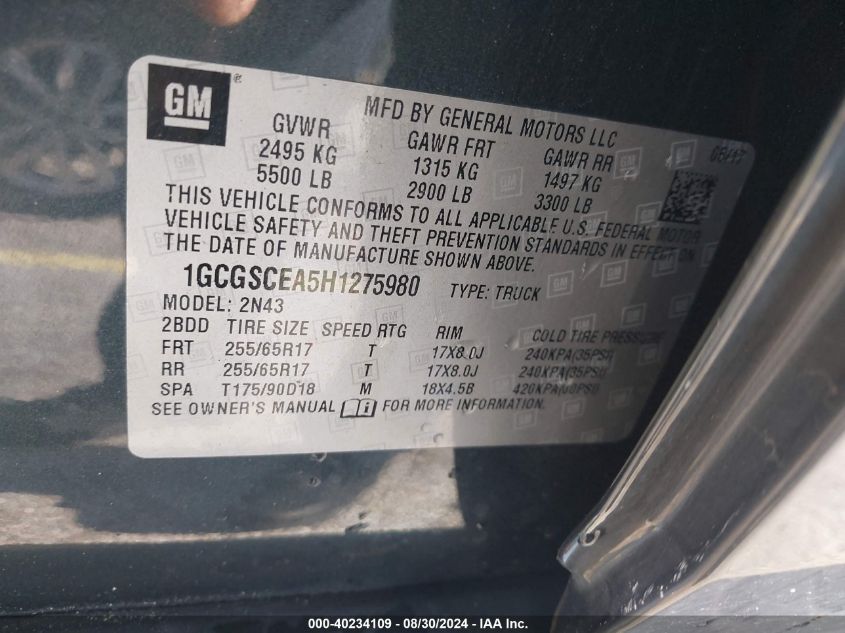 GM
MFD BY GENERAL MOTORS LLC
GVWR GAWR FRT GAWR RR
2495 KG 1315 KG 1497 KG
5500 LB 2900 LB 3300 LB
THIS VEHICLE CONFORMS TO ALL APPLICABLE U.S. FEDERAL MOTOR
VEHICLE SAFETY AND THEFT PREVENTION STANDARDS IN EFFECT ON
THE DATE OF MANUFACTURE SHOWN ABOVE.
1GCGSCEA5H1275980 TYPE: TRUCK
MODEL: 2N43
2BDD TIRE SIZE SPEED RTG RIM COLD TIRE PRESSURE
FRT 255/65R17 T 17X8.0J 240KPA(35PSI)
RR 255/65R17 T 17X8.0J 240KPA(35PSI)
SPA T175/90D18 M 18X4.5B 420KPA(60PSI)
SEE OWNER'S MANUAL FOR MORE INFORMATION.
000-40234109 - 08/30/2024 - IAA Inc.